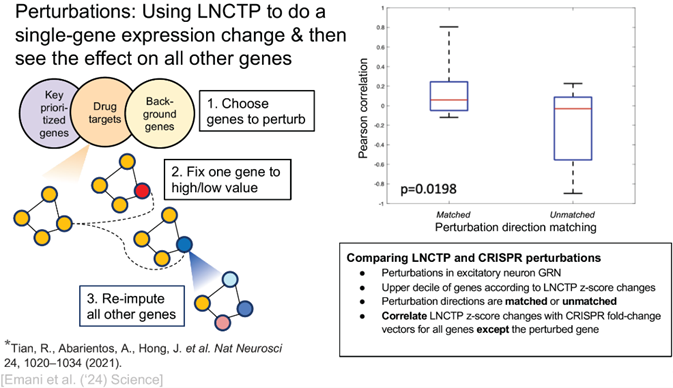 Perturbations: Using LNCTP to do a
single-gene expression change & then
see the effect on all other genes
Key
priori-
tized
genes
Drug
targets
Back-
ground
genes
1. Choose
genes to perturb
2. Fix one gene to
high/low value
3. Re-impute
all other genes
*Tian, R., Abarientos, A., Hong, J. et al. Nat Neurosci
24, 1020–1034 (2021).
[Emani et al. (‘24) Science]
Pearson correlation
0.8
0.6
0.4
0.2
0
-0.2
-0.4
-0.6
-0.8
-1
p=0.0198
Matched
Unmatched
Perturbation direction matching
Comparing LNCTP and CRISPR perturbations
● Perturbations in excitatory neuron GRN
● Upper decile of genes according to LNCTP z-score changes
● Perturbation directions are matched or unmatched
● Correlate LNCTP z-score changes with CRISPR fold-change
vectors for all genes except the perturbed gene